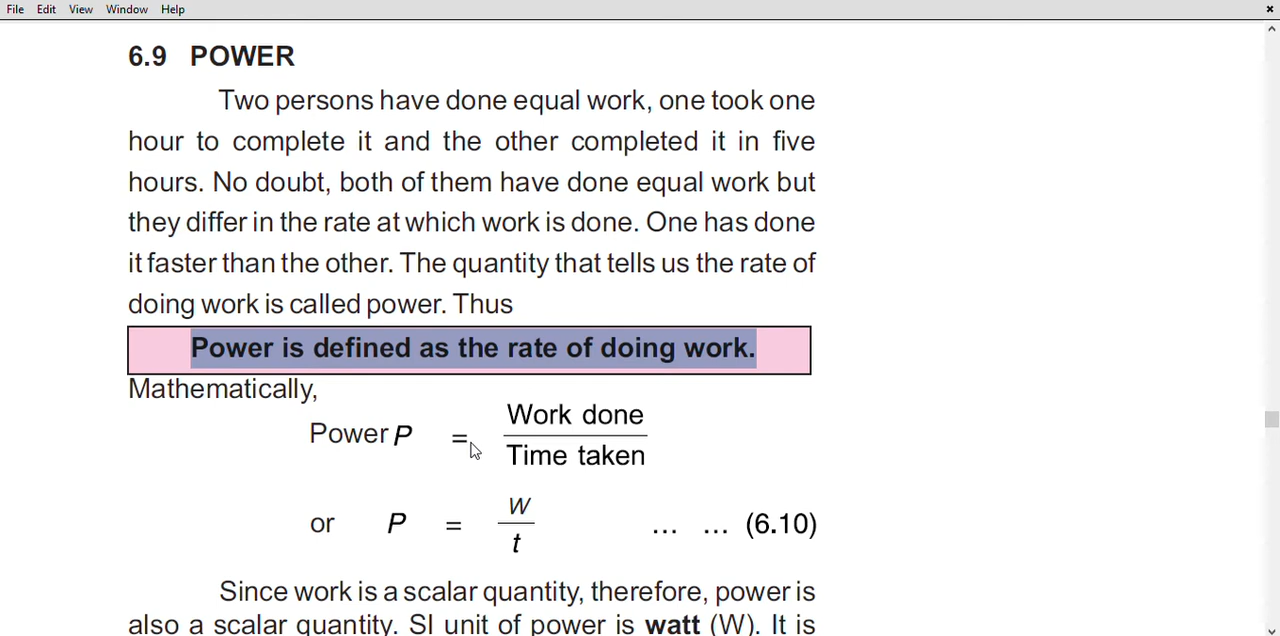 File Edit View Window Help
6.9 POWER
Two persons have done equal work, one took one
hour to complete it and the other completed it in five
hours. No doubt, both of them have done equal work but
they differ in the rate at which work is done. One has done
it faster than the other. The quantity that tells us the rate of
doing work is called power. Thus
Power is defined as the rate of doing work.
Mathematically,
Work done
Power P =
Time taken
W
or P = ... ... (6.10)
t
Since work is a scalar quantity, therefore, power is
also a scalar quantity. SI unit of power is watt (W). It is